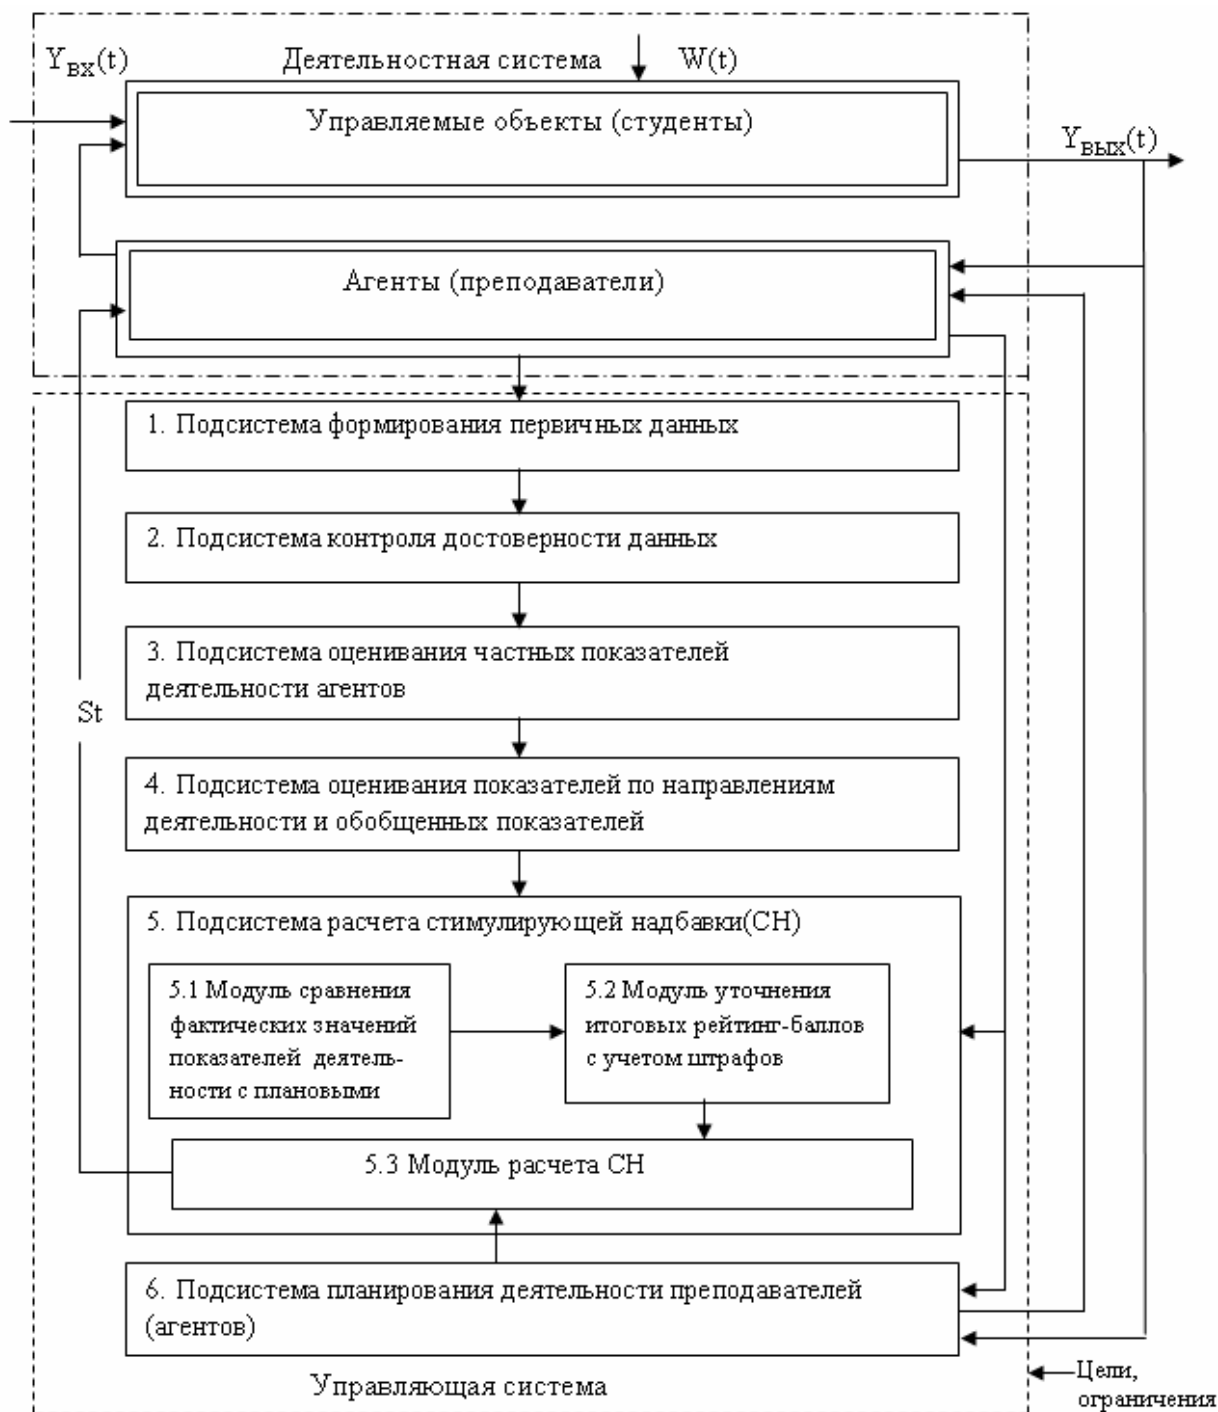 Yвх(t)
Деятельностная система
W(t)
Управляемые объекты (студенты)
Yвых(t)
Агенты (преподаватели)
1. Подсистема формирования первичных данных
2. Подсистема контроля достоверности данных
3. Подсистема оценивания частных показателей
деятельности агентов
St
4. Подсистема оценивания показателей по направлениям
деятельности и обобщенных показателей
5. Подсистема расчета стимулирующей надбавки(СН)
5.1 Модуль сравнения
фактических значений
показателей деятель-
ности с плановыми
5.2 Модуль уточнения
итоговых рейтинг-баллов
с учетом штрафов
5.3 Модуль расчета СН
6. Подсистема планирования деятельности преподавателей
(агентов)
Управляющая система
Цели,
ограничения